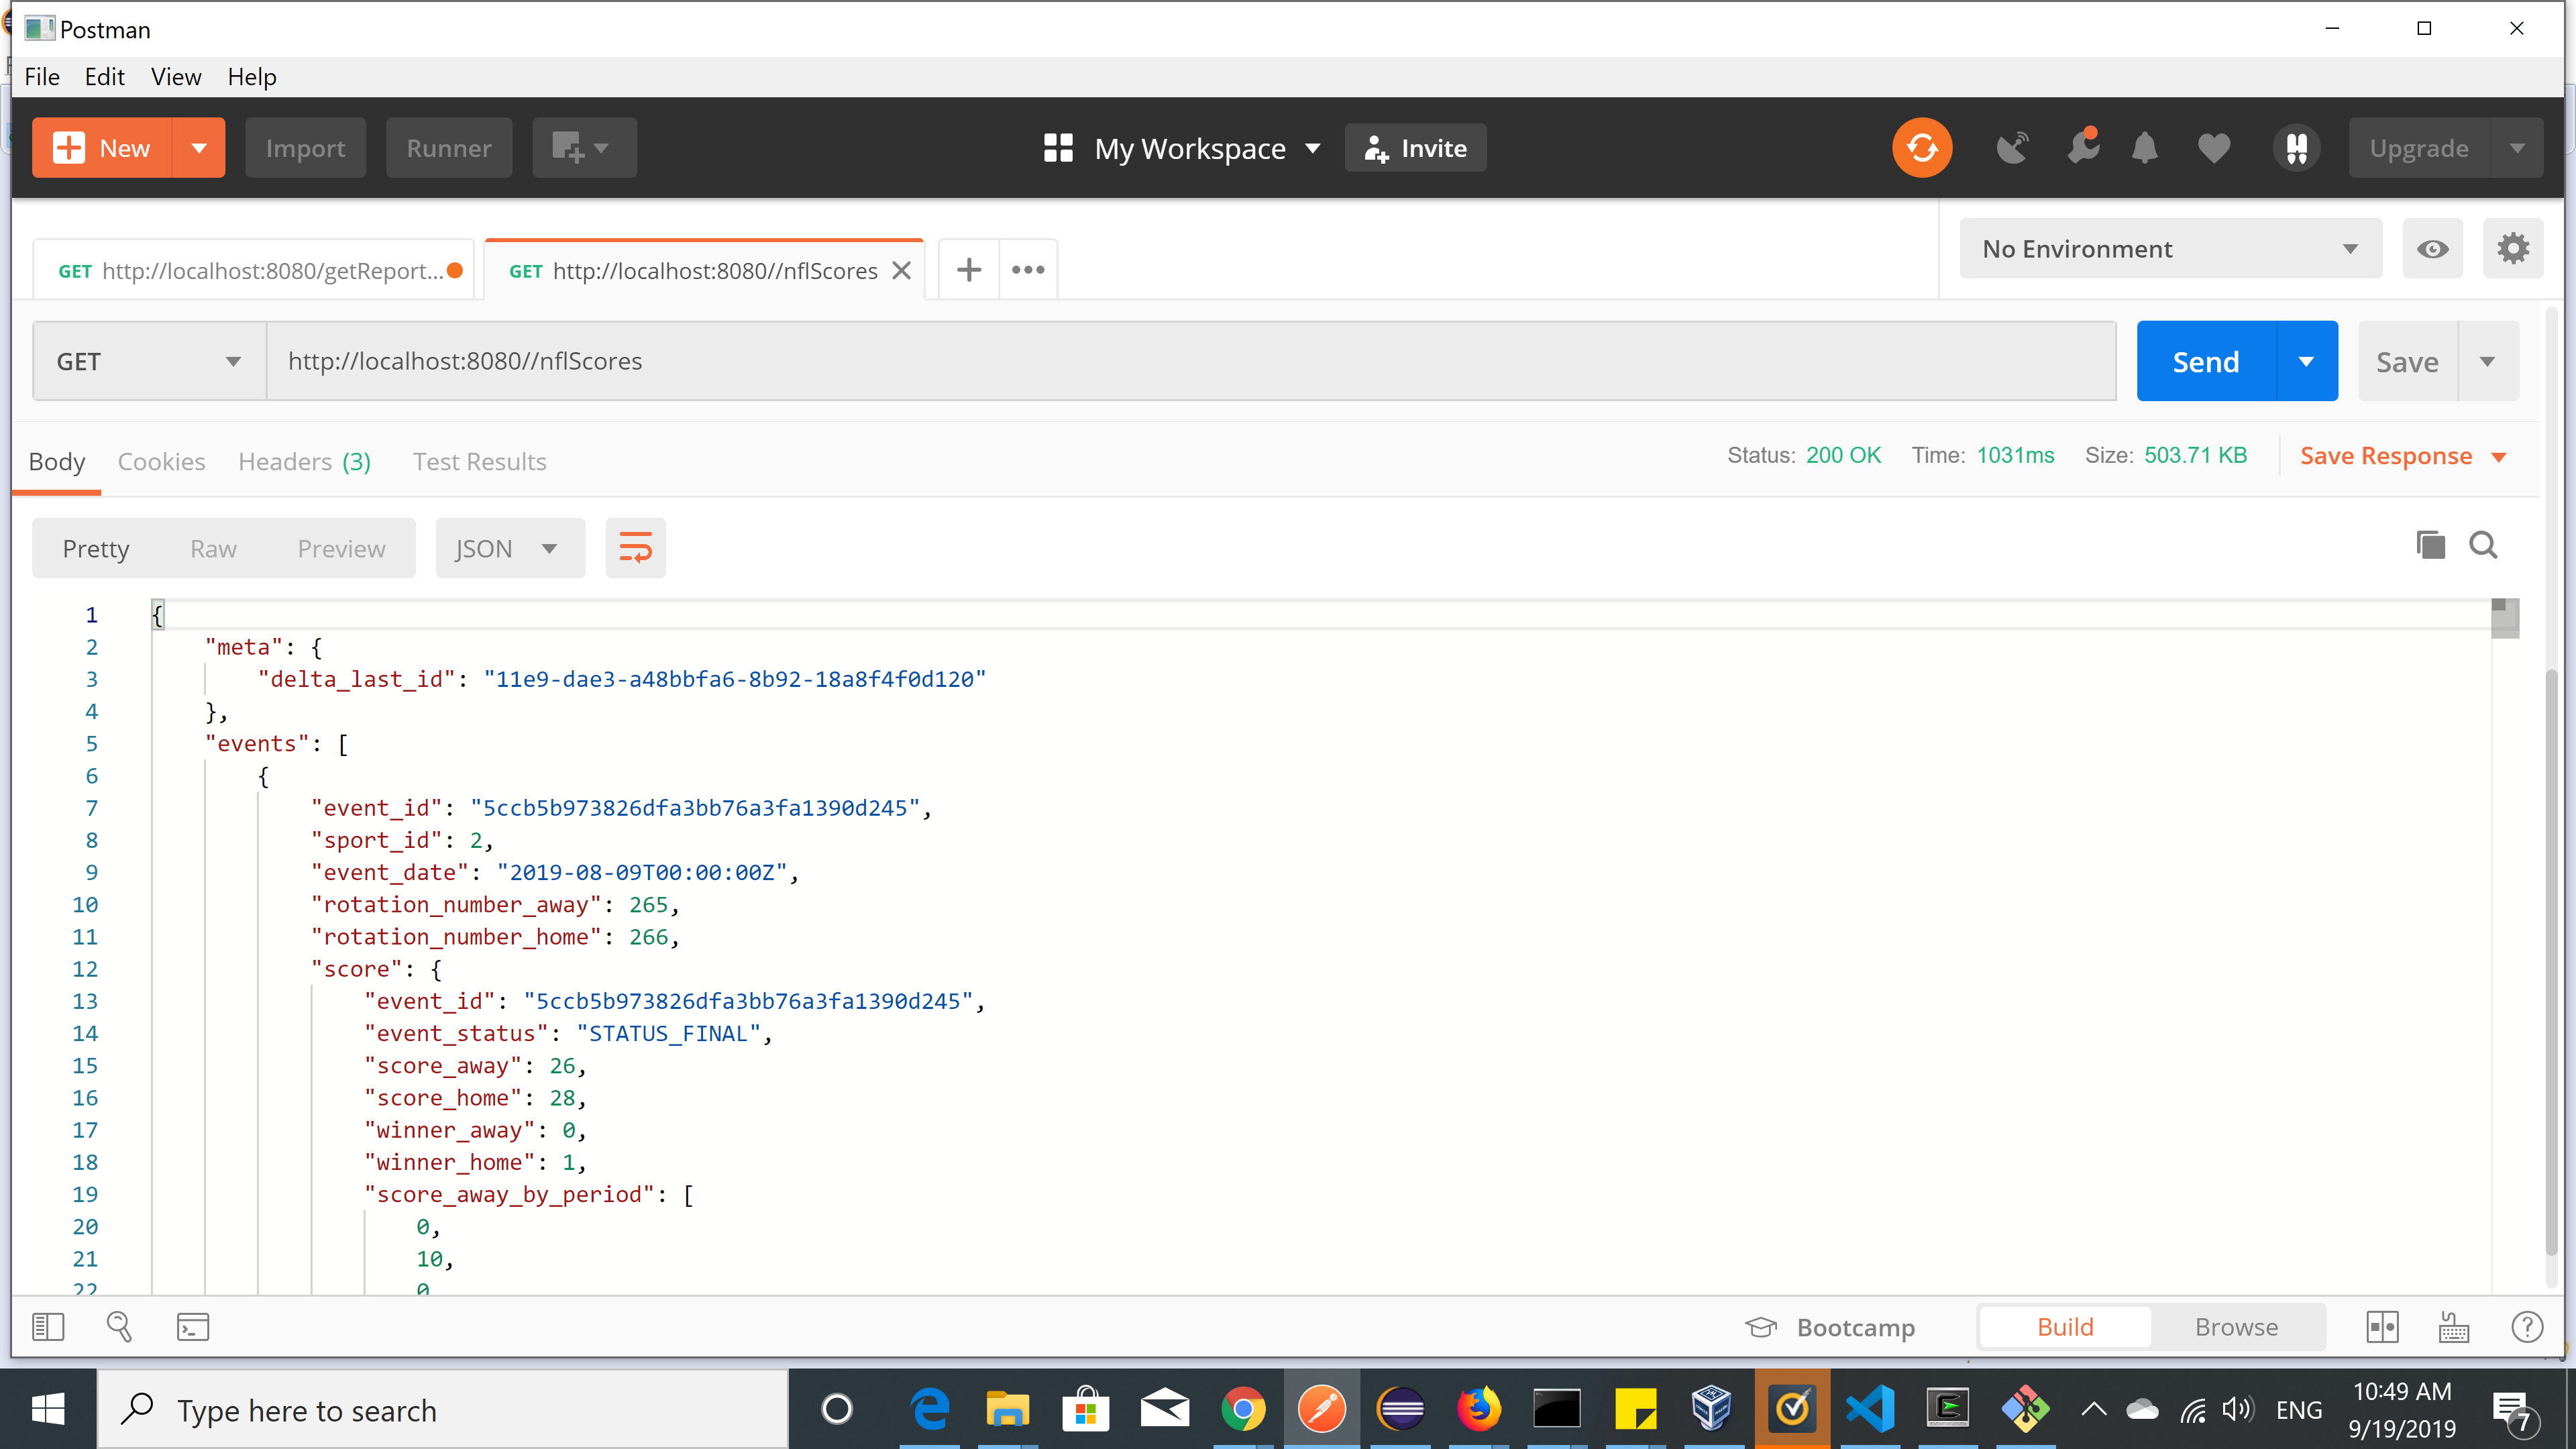 Postman
File Edit View Help
New Import Runner My Workspace Invite Upgrade
GET http://localhost:8080/getReport... GET http://localhost:8080//nflScores No Environment
GET http://localhost:8080//nflScores Send Save
Body Cookies Headers (3) Test Results Status: 200 OK Time: 1031ms Size: 503.71 KB Save Response
Pretty Raw Preview JSON
1 {
2 "meta": {
3 "delta_last_id": "11e9-dae3-a48bbfa6-8b92-18a8f4f0d120"
4 },
5 "events": [
6 {
7 "event_id": "5ccb5b973826dfa3bb76a3fa1390d245",
8 "sport_id": 2,
9 "event_date": "2019-08-09T00:00:00Z",
10 "rotation_number_away": 265,
11 "rotation_number_home": 266,
12 "score": {
13 "event_id": "5ccb5b973826dfa3bb76a3fa1390d245",
14 "event_status": "STATUS_FINAL",
15 "score_away": 26,
16 "score_home": 28,
17 "winner_away": 0,
18 "winner_home": 1,
19 "score_away_by_period": [
20 0,
21 10,
22 0
Bootcamp Build Browse
Type here to search ENG 10:49 AM
9/19/2019 7